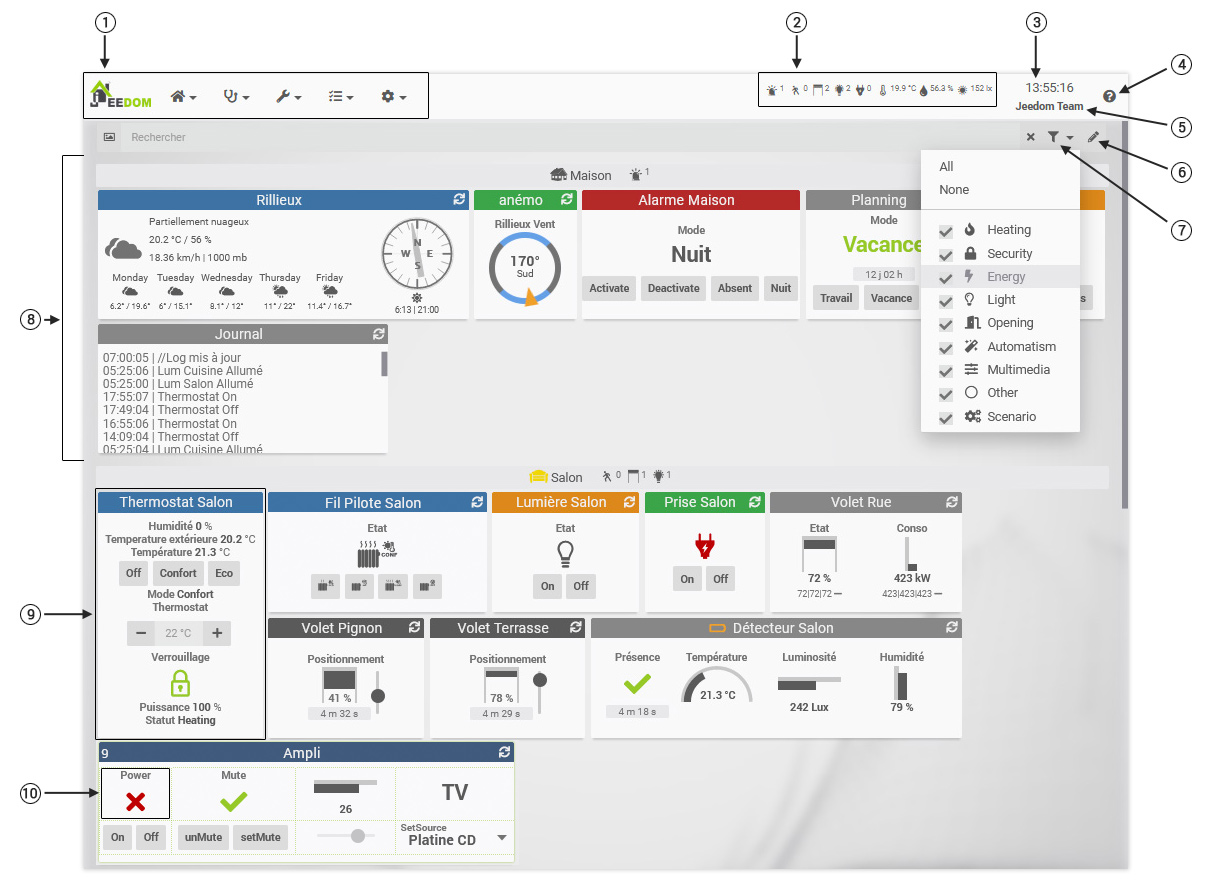 1
2
3
4
5
6
7
8
9
10
JEEDOM
1 0 2 2 0 19.9 °C 56.3 % 152 lx
13:55:16
Jeedom Team
Rechercher
Maison 1
All
None
Heating
Security
Energy
Light
Opening
Automatism
Multimedia
Other
Scenario
Rillieux
Partiellement nuageux
20.2 °C / 56 %
18.36 km/h | 1000 mb
N
W E
S
Monday Tuesday Wednesday Thursday Friday
6.2° / 19.6° 6° / 15.1° 8.1° / 12° 11° / 22° 11.4° / 16.7°
6:13 | 21:00
anémo
Rillieux Vent
170°
Sud
Alarme Maison
Mode
Nuit
Activate Deactivate Absent Nuit
Planning
Mode
Vacance
12 j 02 h
Travail Vacance s
Journal
07:00:05 | //Log mis à jour
05:25:06 | Lum Cuisine Allumé
05:25:00 | Lum Salon Allumé
17:55:07 | Thermostat On
17:49:04 | Thermostat Off
16:55:06 | Thermostat On
14:09:04 | Thermostat Off
05:25:04 | Lum Cuisine Allumé
Salon 0 1 1
Thermostat Salon
Humidité 0 %
Temperature extérieure 20.2 °C
Température 21.3 °C
Off Confort Eco
Mode Confort
Thermostat
− 22 °C +
Verrouillage
Puissance 100 %
Statut Heating
Fil Pilote Salon
Etat
CONF
Lumière Salon
Etat
On Off
Prise Salon
On Off
Volet Rue
Etat Conso
72 % 423 kW
72|72|72 423|423|423
Volet Pignon
Positionnement
41 %
4 m 32 s
Volet Terrasse
Positionnement
78 %
4 m 29 s
Détecteur Salon
Présence Température Luminosité Humidité
21.3 °C
4 m 18 s 242 Lux 79 %
9 Ampli
Power Mute
26
TV
On Off unMute setMute
SetSource
Platine CD